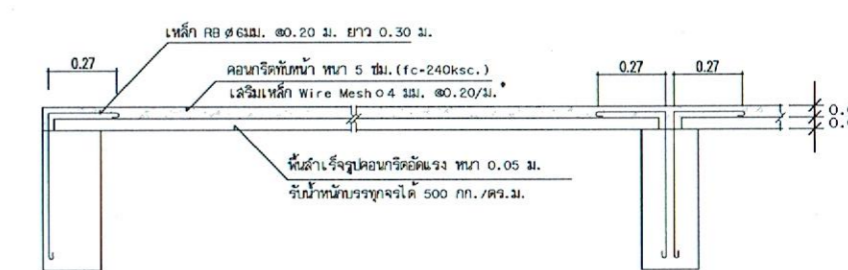 เหล็ก RB ø 6มม. @0.20 ม. ยาว 0.30 ม.
0.27
คอนกรีตทับหน้า หนา 5 ซม.(fc-240ksc.)
0.27
0.27
เสริมเหล็ก Wire Mesh ø 4 มม. @0.20/ม.
พื้นสำเร็จรูปคอนกรีตอัดแรง หนา 0.05 ม.
รับน้ำหนักบรรทุกจรได้ 500 กก./ตร.ม.